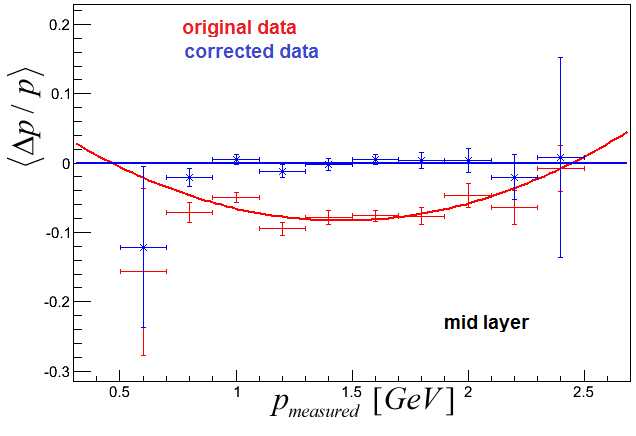 original data
corrected data
⟨Δp / p⟩
0.2
0.1
0
-0.1
-0.2
-0.3
mid layer
0.5 1 1.5 2 2.5
p_measured [GeV]